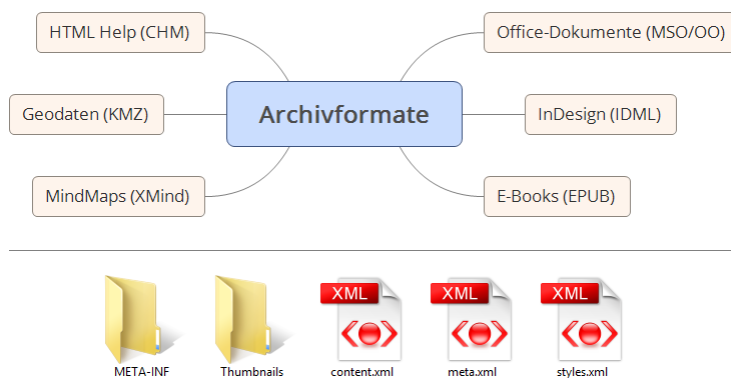 HTML Help (CHM)
Office-Dokumente (MSO/OO)
Geodaten (KMZ)
Archivformate
InDesign (IDML)
MindMaps (XMind)
E-Books (EPUB)
XML
XML
XML
META-INF
Thumbnails
content.xml
meta.xml
styles.xml